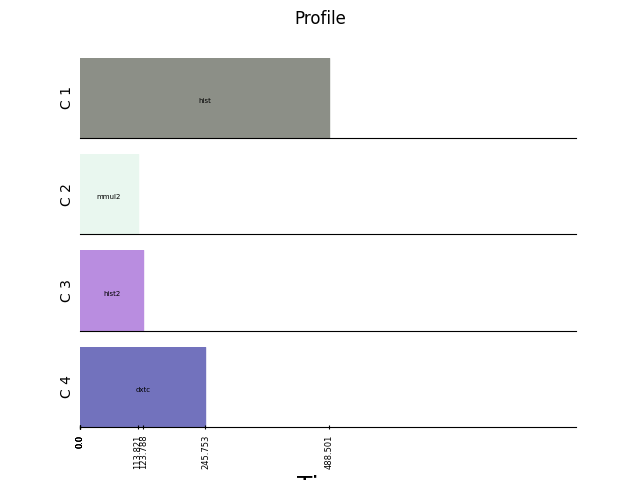 Profile
C 1
hist
C 2
mmul2
C 3
hist2
C 4
dxtc
0.0
113.821
123.788
245.753
488.501